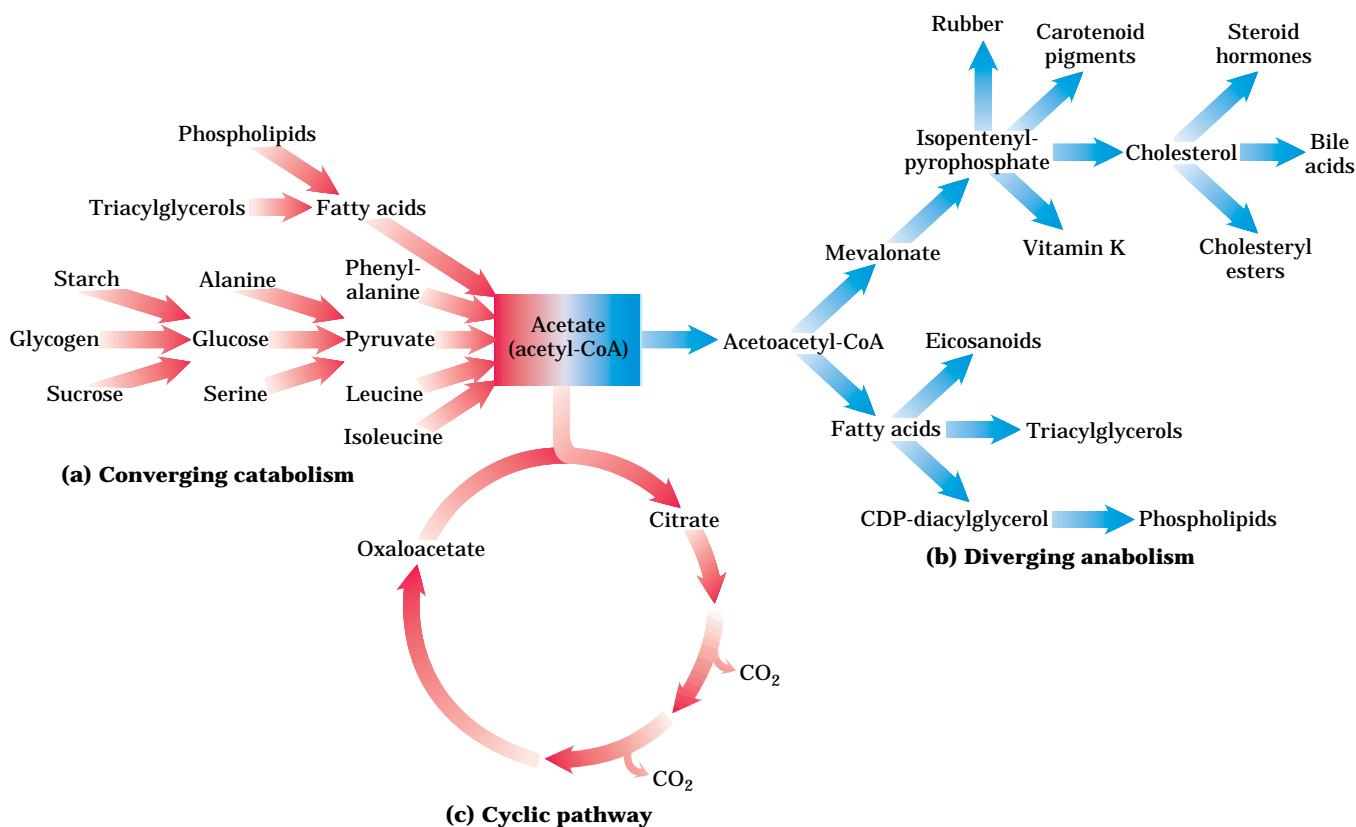 Rubber
Carotenoid
pigments
Steroid
hormones
Phospholipids
Isopentenyl-
pyrophosphate
Cholesterol
Bile
acids
Triacylglycerols
Fatty acids
Mevalonate
Vitamin K
Cholesteryl
esters
Starch
Alanine
Phenyl-
alanine
Glycogen
Glucose
Pyruvate
Acetate
(acetyl-CoA)
Acetoacetyl-CoA
Eicosanoids
Sucrose
Serine
Leucine
Isoleucine
Fatty acids
Triacylglycerols
(a) Converging catabolism
CDP-diacylglycerol
Phospholipids
(b) Diverging anabolism
Oxaloacetate
Citrate
CO2
CO2
(c) Cyclic pathway